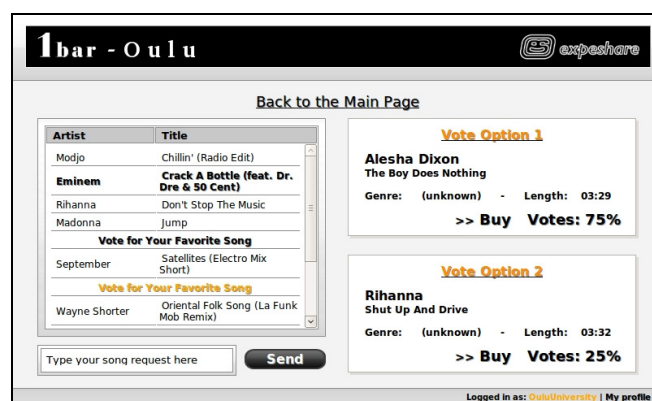 1bar - Oulu
expeshare
Back to the Main Page
Artist Title
Modjo Chillin' (Radio Edit)
Eminem Crack A Bottle (feat. Dr.
Dre & 50 Cent)
Rihanna Don't Stop The Music
Madonna Jump
Vote for Your Favorite Song
September Satellites (Electro Mix
Short)
Vote for Your Favorite Song
Wayne Shorter Oriental Folk Song (La Funk
Mob Remix)
Type your song request here Send
Vote Option 1
Alesha Dixon
The Boy Does Nothing
Genre: (unknown) - Length: 03:29
>> Buy Votes: 75%
Vote Option 2
Rihanna
Shut Up And Drive
Genre: (unknown) - Length: 03:32
>> Buy Votes: 25%
Logged in as: OuluUniversity | My profile